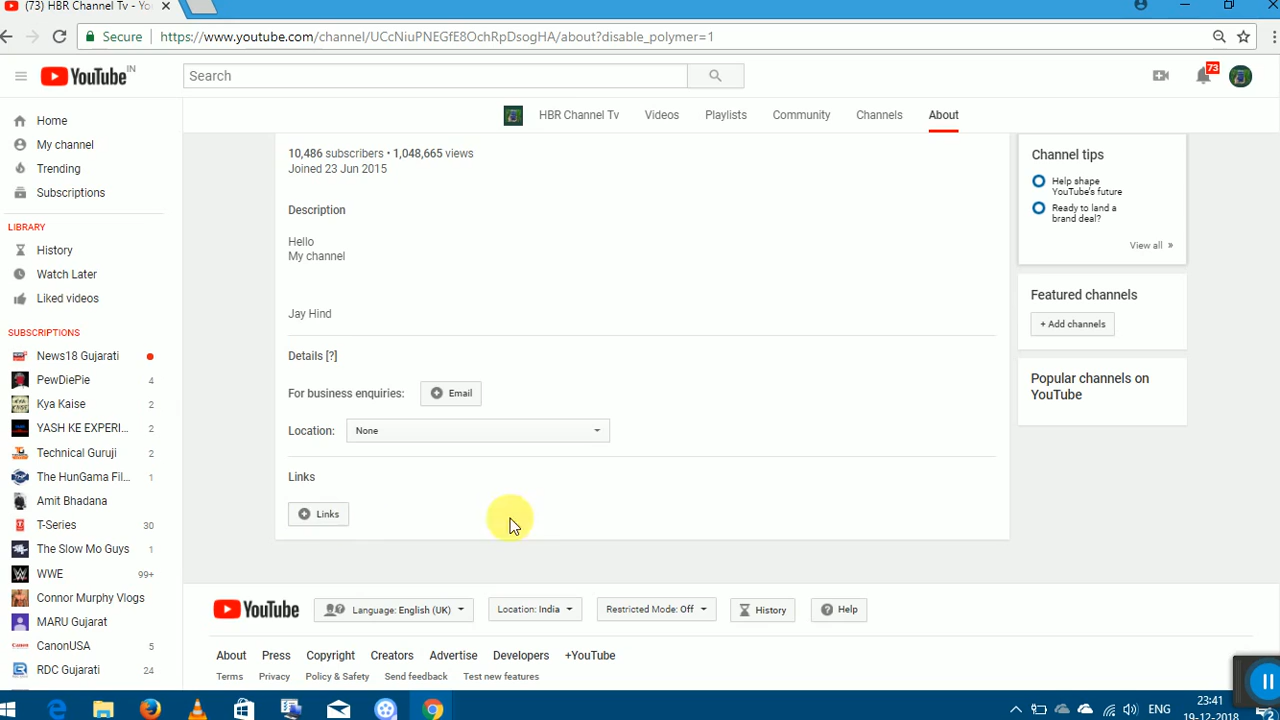 (73) HBR Channel Tv - Yo
Secure
https://www.youtube.com/channel/UCcNiuPNEGfE8OchRpDsogHA/about?disable_polymer=1
YouTube IN
Search
73
HBR Channel Tv
Videos
Playlists
Community
Channels
About
Home
My channel
Trending
Subscriptions
LIBRARY
History
Watch Later
Liked videos
SUBSCRIPTIONS
News18 Gujarati
PewDiePie 4
Kya Kaise 2
YASH KE EXPERI... 2
Technical Guruji 2
The HunGama Fil... 1
Amit Bhadana
T-Series 30
The Slow Mo Guys 1
WWE 99+
Connor Murphy Vlogs
MARU Gujarat
CanonUSA 5
RDC Gujarati 24
10,486 subscribers • 1,048,665 views
Joined 23 Jun 2015
Description
Hello
My channel
Jay Hind
Details [?]
For business enquiries:
Email
Location:
None
Links
Links
Channel tips
Help shape
YouTube's future
Ready to land a
brand deal?
View all »
Featured channels
+ Add channels
Popular channels on
YouTube
YouTube
Language: English (UK)
Location: India
Restricted Mode: Off
History
Help
About
Press
Copyright
Creators
Advertise
Developers
+YouTube
Terms
Privacy
Policy & Safety
Send feedback
Test new features
ENG
23:41
19-12-2018